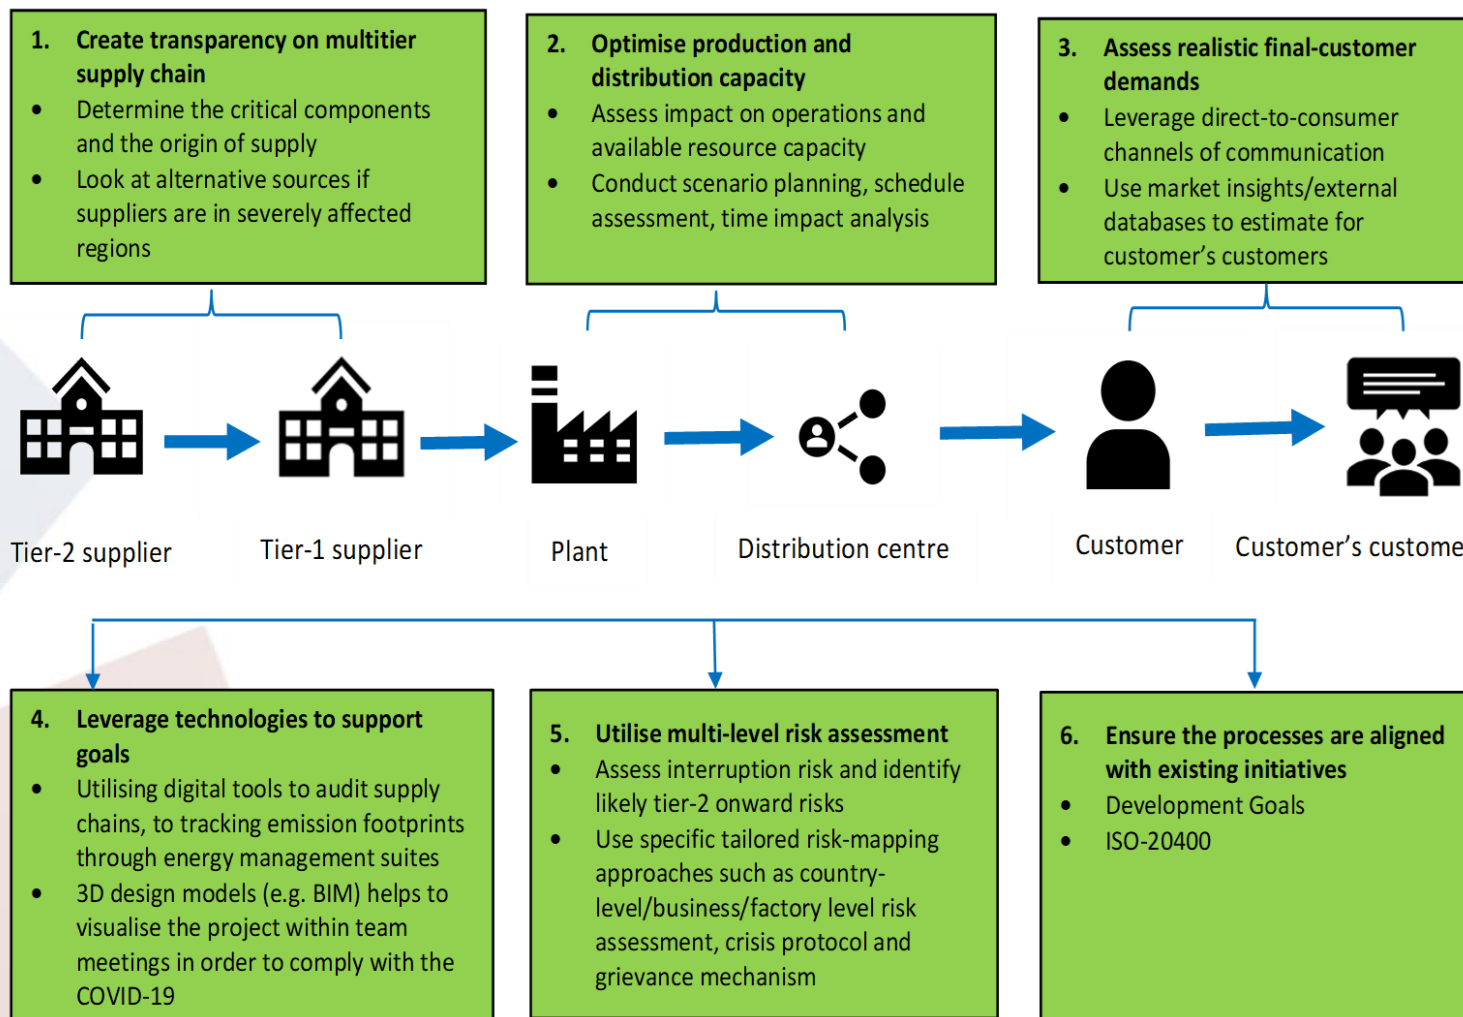 1. Create transparency on multitier
supply chain
• Determine the critical components
and the origin of supply
• Look at alternative sources if
suppliers are in severely affected
regions
2. Optimise production and
distribution capacity
• Assess impact on operations and
available resource capacity
• Conduct scenario planning, schedule
assessment, time impact analysis
3. Assess realistic final-customer
demands
• Leverage direct-to-consumer
channels of communication
• Use market insights/external
databases to estimate for
customer's customers
Tier-2 supplier
Tier-1 supplier
Plant
Distribution centre
Customer
Customer's custome
4. Leverage technologies to support
goals
• Utilising digital tools to audit supply
chains, to tracking emission footprints
through energy management suites
• 3D design models (e.g. BIM) helps to
visualise the project within team
meetings in order to comply with the
COVID-19
5. Utilise multi-level risk assessment
• Assess interruption risk and identify
likely tier-2 onward risks
• Use specific tailored risk-mapping
approaches such as country-
level/business/factory level risk
assessment, crisis protocol and
grievance mechanism
6. Ensure the processes are aligned
with existing initiatives
• Development Goals
• ISO-20400